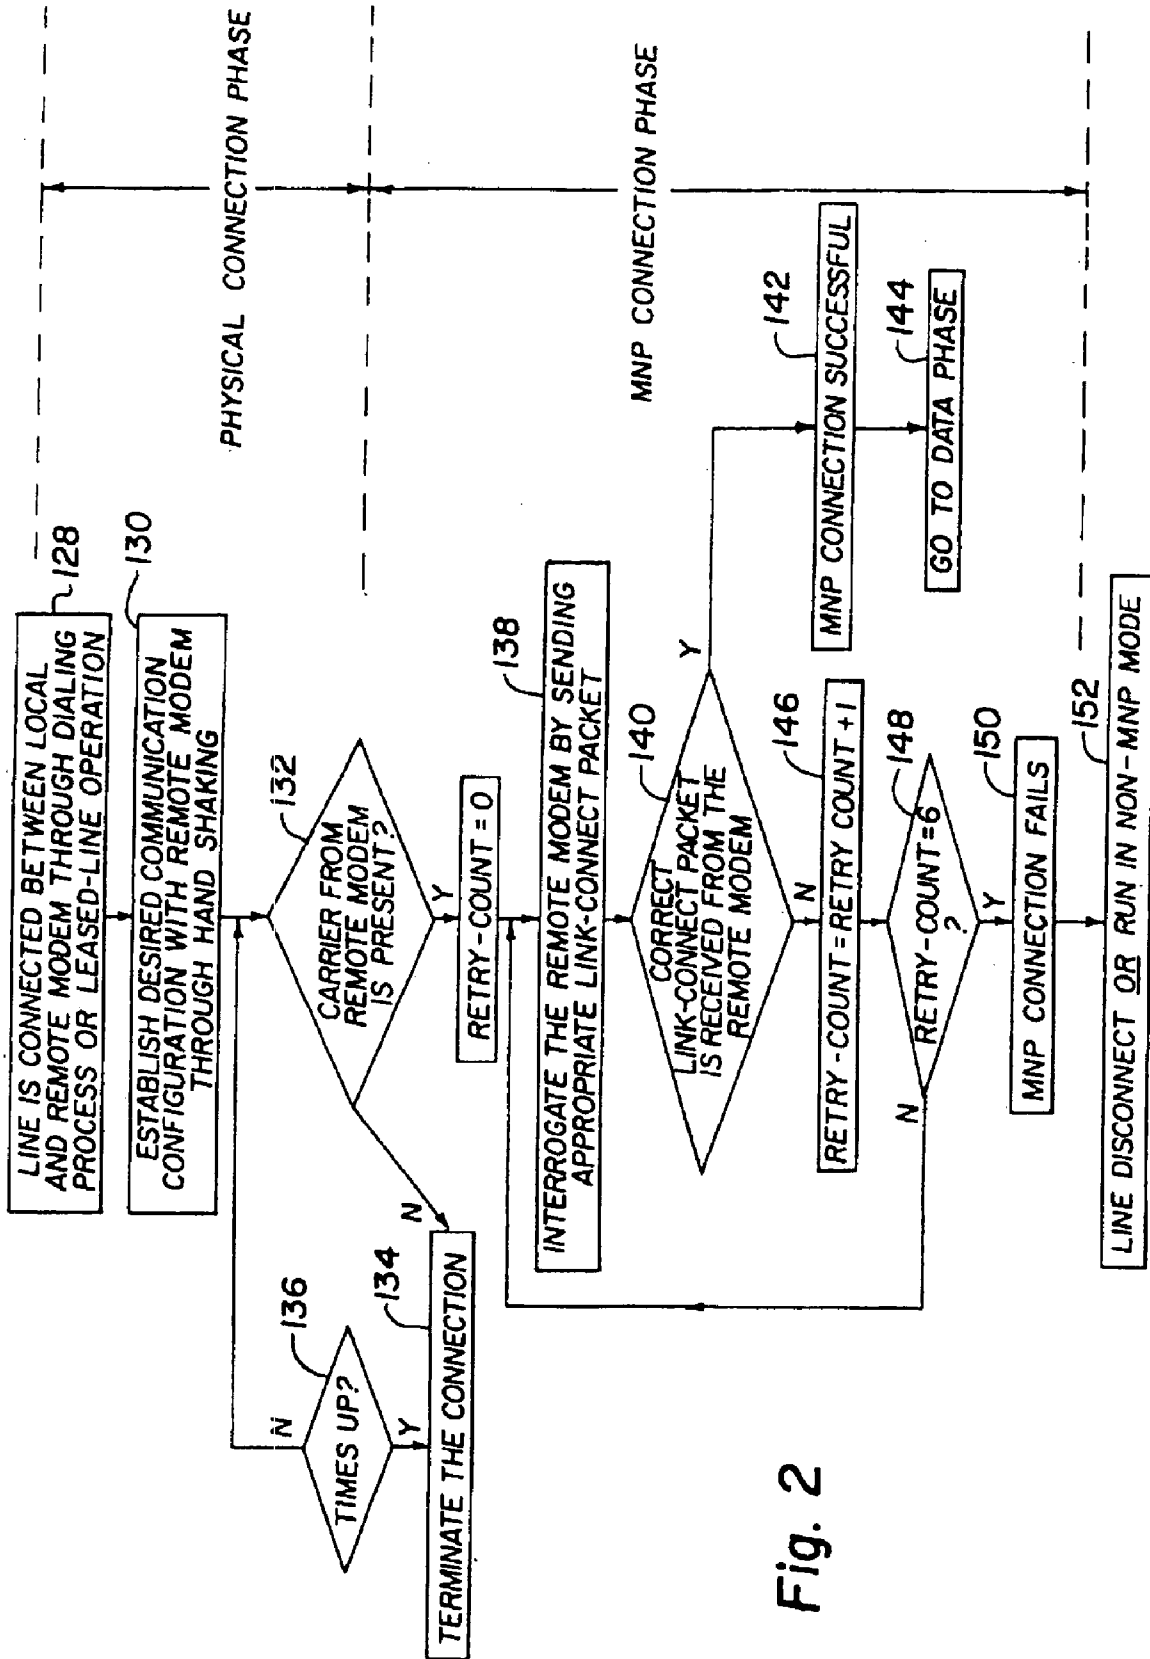 LINE IS CONNECTED BETWEEN LOCAL
AND REMOTE MODEM THROUGH DIALING
PROCESS OR LEASED-LINE OPERATION
128
PHYSICAL CONNECTION PHASE
ESTABLISH DESIRED COMMUNICATION
CONFIGURATION WITH REMOTE MODEM
THROUGH HAND SHAKING
130
TIMES UP?
136
N
Y
CARRIER FROM
REMOTE MODEM
IS PRESENT?
132
N
Y
TERMINATE THE CONNECTION
134
RETRY-COUNT = 0
MNP CONNECTION PHASE
INTERROGATE THE REMOTE MODEM BY SENDING
APPROPRIATE LINK-CONNECT PACKET
138
CORRECT
LINK-CONNECT PACKET
IS RECEIVED FROM THE
REMOTE MODEM
140
Y
N
MNP CONNECTION SUCCESSFUL
142
RETRY-COUNT = RETRY COUNT +1
146
GO TO DATA PHASE
144
RETRY-COUNT=6
?
148
N
Y
MNP CONNECTION FAILS
150
LINE DISCONNECT OR RUN IN NON-MNP MODE
152
Fig. 2